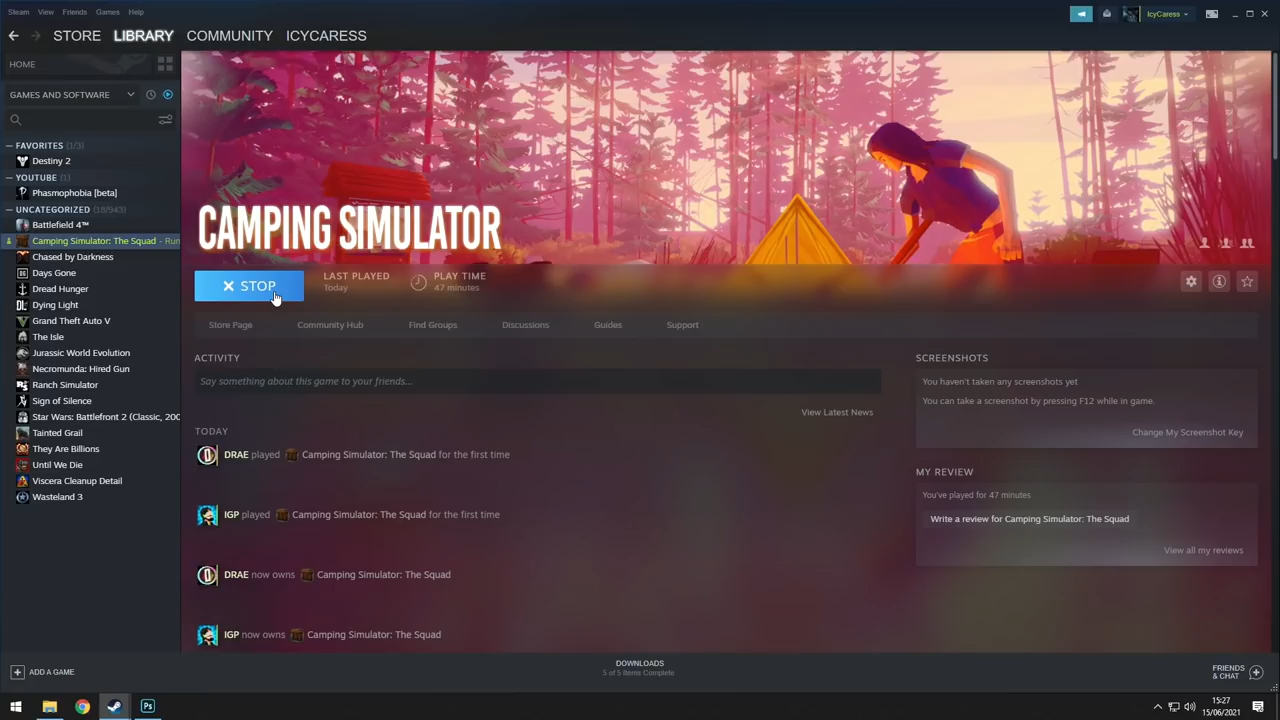 Steam View Friends Games Help
IcyCaress
STORE LIBRARY COMMUNITY ICYCARESS
HOME
GAMES AND SOFTWARE
— FAVORITES (1/3)
Destiny 2
— YOUTUBE (1)
Phasmophobia [beta]
— UNCATEGORIZED (18/943)
Battlefield 4™
Camping Simulator: The Squad - Run
Chased by Darkness
Days Gone
Dread Hunger
Dying Light
Grand Theft Auto V
The Isle
Jurassic World Evolution
Necromunda: Hired Gun
Ranch Simulator
Sign of Silence
Star Wars: Battlefront 2 (Classic, 200
Tainted Grail
They Are Billions
Until We Die
Viscera Cleanup Detail
Wasteland 3
CAMPING SIMULATOR
STOP
LAST PLAYED
Today
PLAY TIME
47 minutes
Store Page Community Hub Find Groups Discussions Guides Support
ACTIVITY
Say something about this game to your friends...
View Latest News
TODAY
DRAE played Camping Simulator: The Squad for the first time
IGP played Camping Simulator: The Squad for the first time
DRAE now owns Camping Simulator: The Squad
IGP now owns Camping Simulator: The Squad
SCREENSHOTS
You haven't taken any screenshots yet
You can take a screenshot by pressing F12 while in game.
Change My Screenshot Key
MY REVIEW
You've played for 47 minutes
Write a review for Camping Simulator: The Squad
View all my reviews
ADD A GAME
DOWNLOADS
5 of 5 Items Complete
FRIENDS
& CHAT
Ps
15:27
15/06/2021